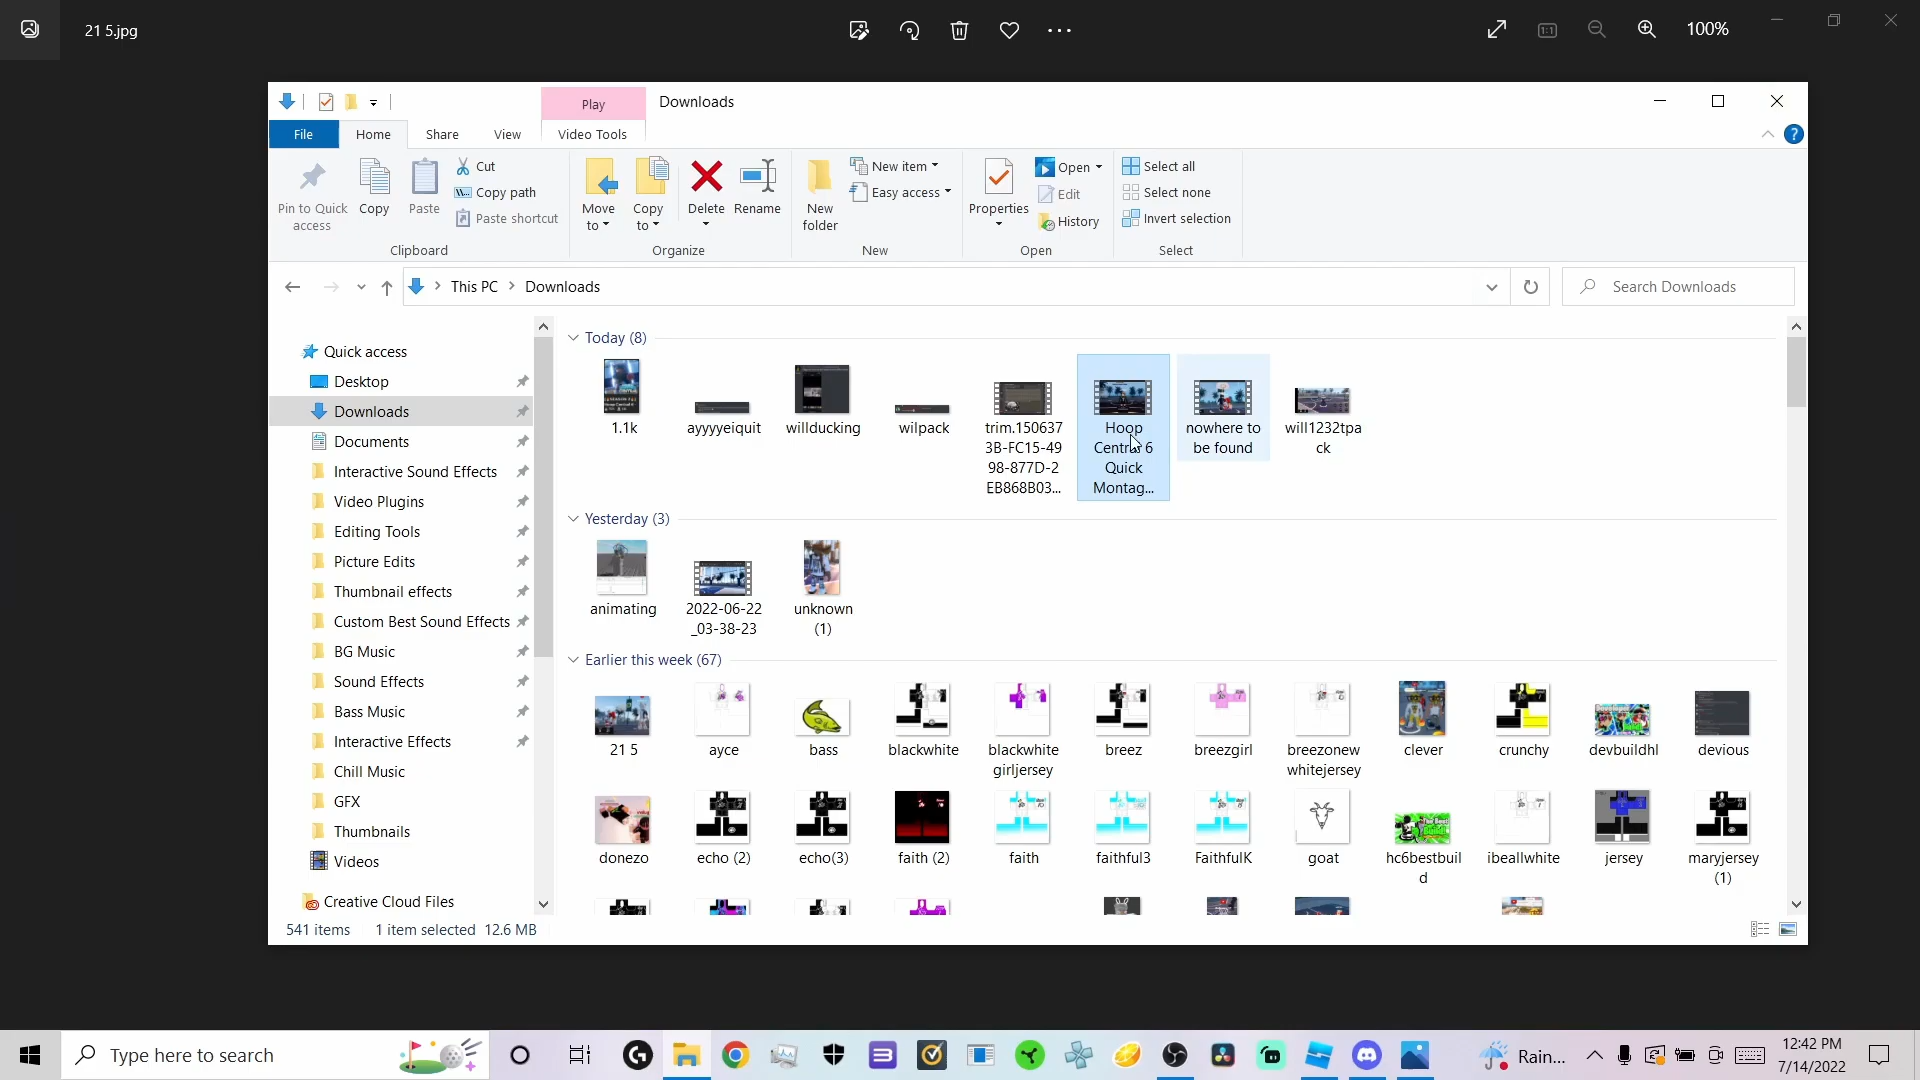 21 5.jpg
100%
Play
Downloads
File
Home
Share
View
Video Tools
Pin to Quick access
Copy
Paste
Cut
Copy path
Paste shortcut
Clipboard
Move to
Copy to
Delete
Rename
Organize
New folder
New item
Easy access
New
Properties
Open
Edit
History
Open
Select all
Select none
Invert selection
Select
This PC
Downloads
Search Downloads
Quick access
Desktop
Downloads
Documents
Interactive Sound Effects
Video Plugins
Editing Tools
Picture Edits
Thumbnail effects
Custom Best Sound Effects
BG Music
Sound Effects
Bass Music
Interactive Effects
Chill Music
GFX
Thumbnails
Videos
Creative Cloud Files
Today (8)
1.1k
ayyyyeiquit
willducking
wilpack
trim.150637
3B-FC15-49
98-877D-2
EB868B03...
Hoop
Central 6
Quick
Montag...
nowhere to
be found
will1232tpa
ck
Yesterday (3)
animating
2022-06-22
_03-38-23
unknown
(1)
Earlier this week (67)
21 5
ayce
bass
blackwhite
blackwhite
girljersey
breez
breezgirl
breezonew
whitejersey
clever
crunchy
devbuildhl
devious
donezo
echo (2)
echo(3)
faith (2)
faith
faithful3
FaithfulK
goat
hc6bestbuil
d
ibeallwhite
jersey
maryjersey
(1)
541 items
1 item selected 12.6 MB
Type here to search
Rain...
12:42 PM
7/14/2022